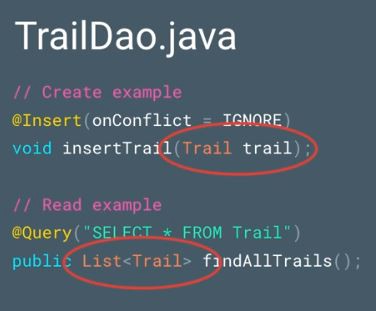 TrailDao.java
// Create example
@Insert(onConflict = IGNORE)
void insertTrail(Trail trail);
// Read example
@Query("SELECT * FROM Trail")
public List<Trail> findAllTrails();